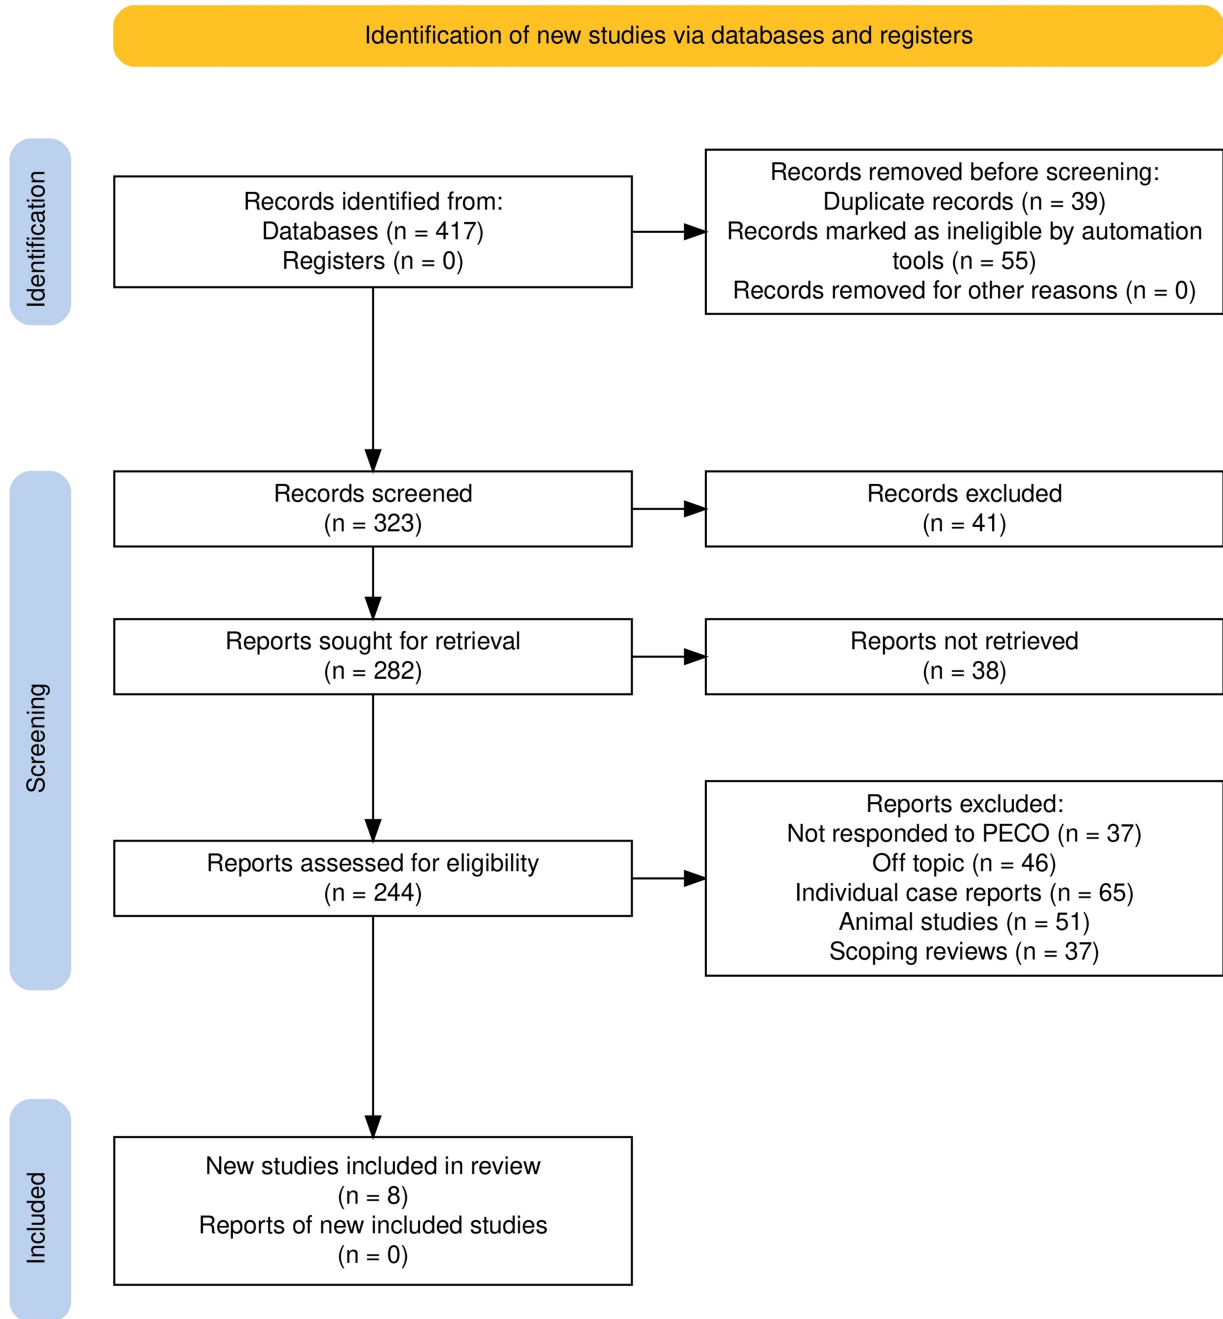 Identification of new studies via databases and registers
Identification
Records identified from:
Databases (n = 417)
Registers (n = 0)
Records removed before screening:
Duplicate records (n = 39)
Records marked as ineligible by automation
tools (n = 55)
Records removed for other reasons (n = 0)
Screening
Records screened
(n = 323)
Records excluded
(n = 41)
Reports sought for retrieval
(n = 282)
Reports not retrieved
(n = 38)
Reports assessed for eligibility
(n = 244)
Reports excluded:
Not responded to PECO (n = 37)
Off topic (n = 46)
Individual case reports (n = 65)
Animal studies (n = 51)
Scoping reviews (n = 37)
Included
New studies included in review
(n = 8)
Reports of new included studies
(n = 0)